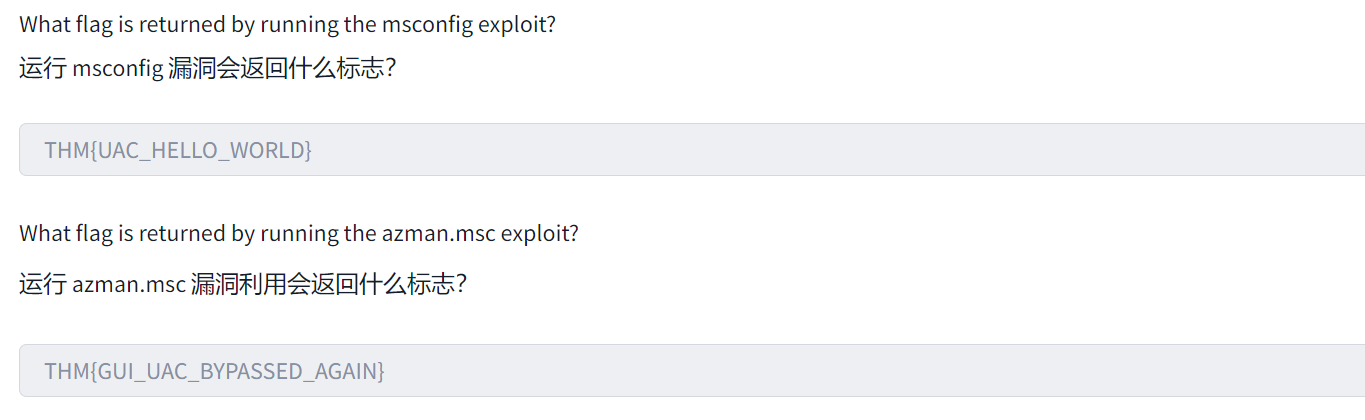 What flag is returned by running the msconfig exploit?
运行 msconfig 漏洞会返回什么标志？
THM{UAC_HELLO_WORLD}
What flag is returned by running the azman.msc exploit?
运行 azman.msc 漏洞利用会返回什么标志？
THM{GUI_UAC_BYPASSED_AGAIN}